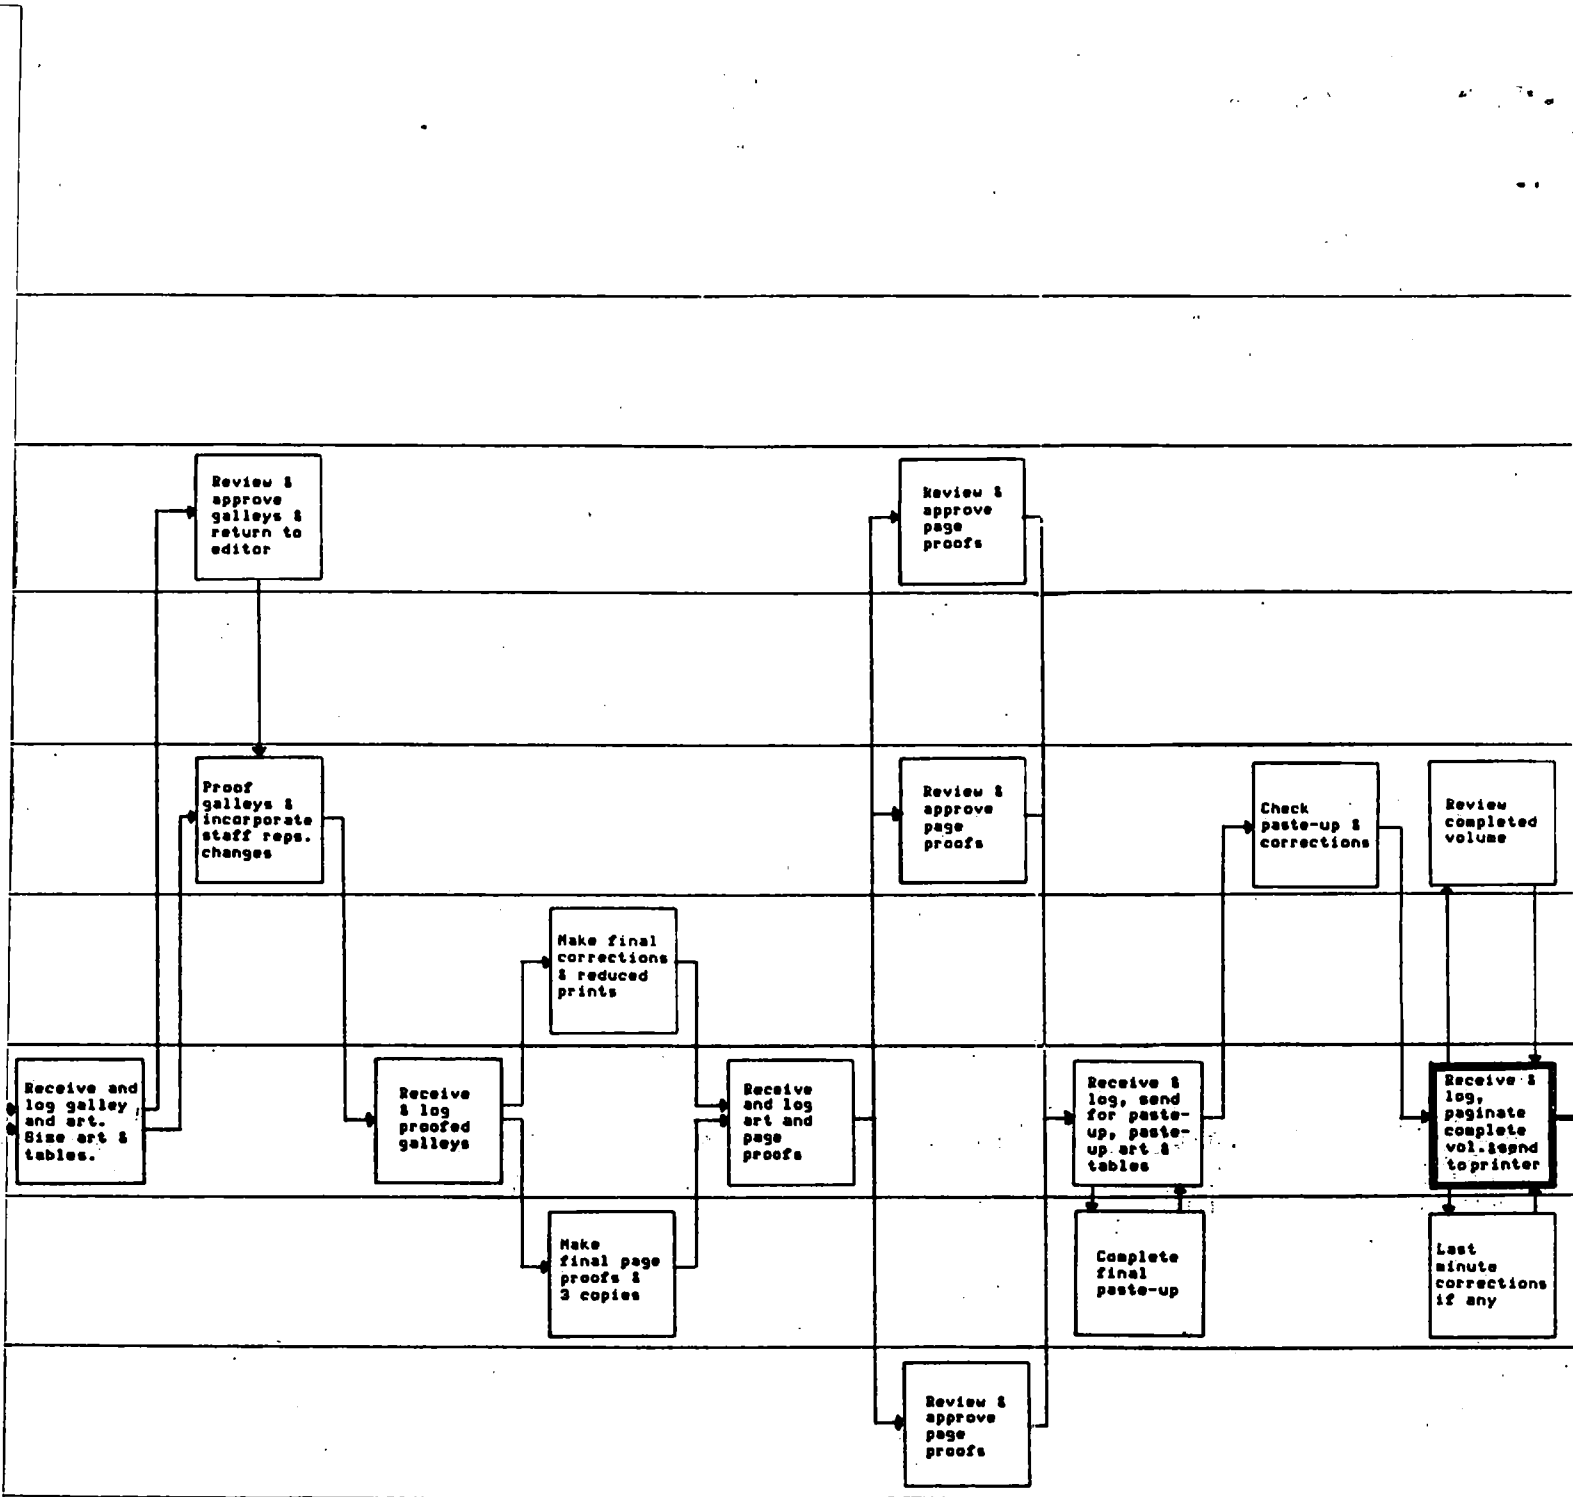 Review &
approve
galleys &
return to
editor
Review &
approve
page
proofs
Proof
galleys &
incorporate
staff reps.
changes
Review &
approve
page
proofs
Check
paste-up &
corrections
Review
completed
volume
Make final
corrections
& reduced
prints
Receive and
log galley
and art.
Size art &
tables.
Receive
& log
proofed
galleys
Receive
and log
art and
page
proofs
Receive &
log, send
for paste-
up, paste-
up art &
tables
Receive &
log,
paginate
complete
vol.&send
to printer
Make
final page
proofs &
3 copies
Complete
final
paste-up
Last
minute
corrections
if any
Review &
approve
page
proofs